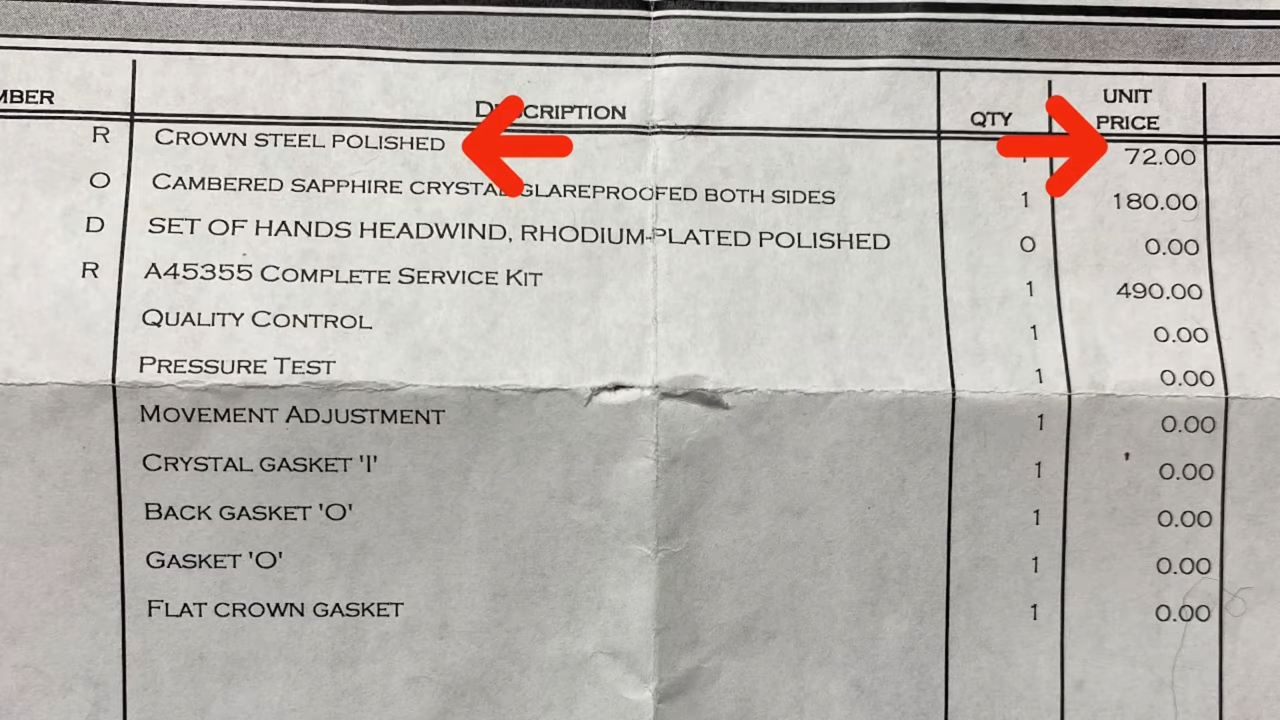 MBER DESCRIPTION QTY UNIT PRICE
R CROWN STEEL POLISHED 1 72.00
O CAMBERED SAPPHIRE CRYSTAL GLAREPROOFED BOTH SIDES 1 180.00
D SET OF HANDS HEADWIND, RHODIUM-PLATED POLISHED 0 0.00
R A45355 COMPLETE SERVICE KIT 1 490.00
QUALITY CONTROL 1 0.00
PRESSURE TEST 1 0.00
MOVEMENT ADJUSTMENT 1 0.00
CRYSTAL GASKET 'I' 1 0.00
BACK GASKET 'O' 1 0.00
GASKET 'O' 1 0.00
FLAT CROWN GASKET 1 0.00